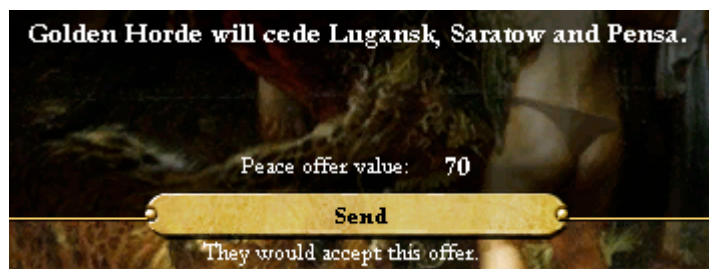 Golden Horde will cede Lugansk, Saratow and Pensa.
Peace offer value: 70
Send
They would accept this offer.